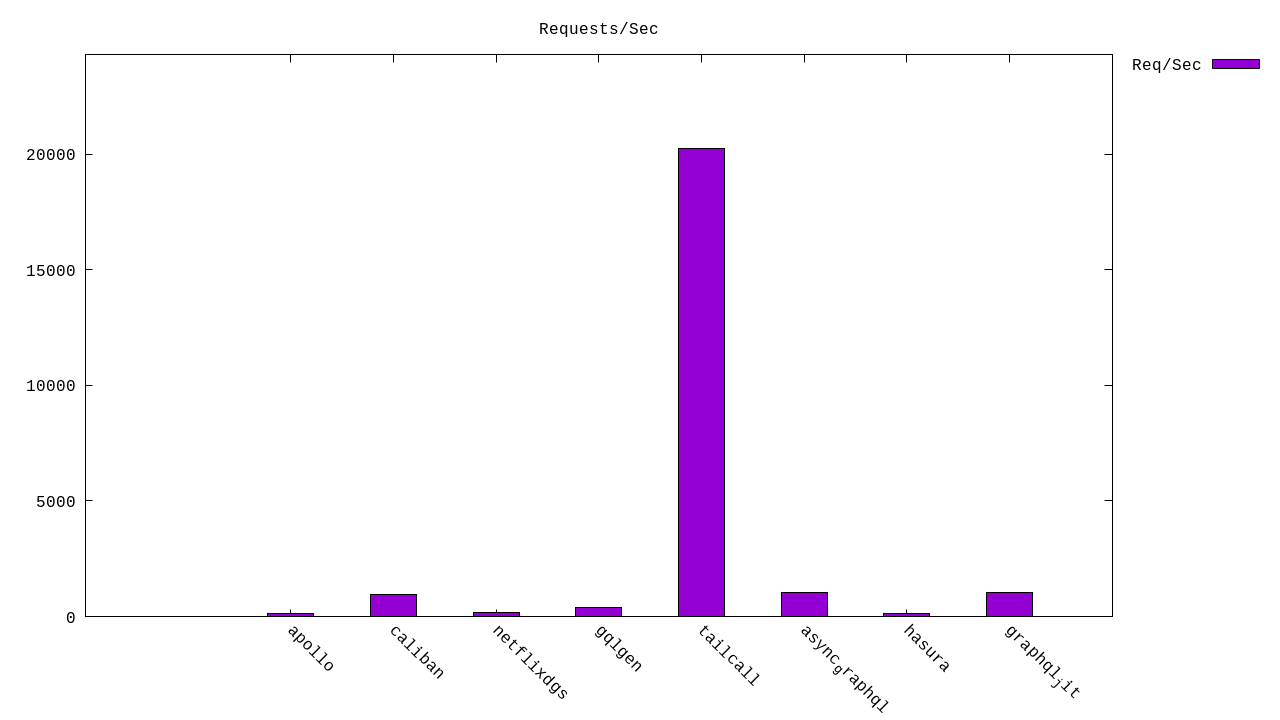 Requests/Sec
Req/Sec
20000
15000
10000
5000
0
apollo
caliban
netflixdgs
gqlgen
tailcall
async_graphql
hasura
graphql_jit